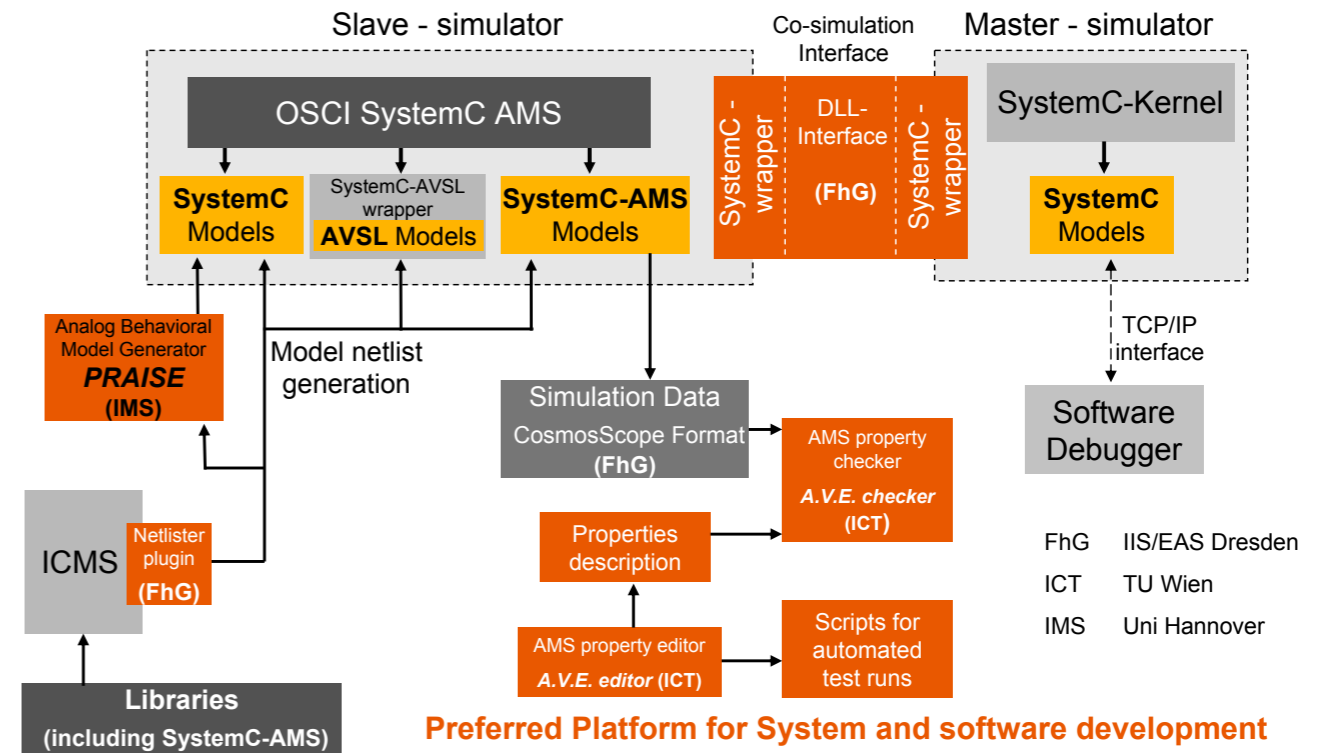 Slave - simulator
Co-simulation
Interface
Master - simulator
OSCI SystemC AMS
SystemC
Models
SystemC-AVSL
wrapper
AVSL Models
SystemC-AMS
Models
SystemC -
wrapper
DLL-
Interface
(FhG)
SystemC -
wrapper
SystemC-Kernel
SystemC
Models
Analog Behavioral
Model Generator
PRAISE
(IMS)
Model netlist
generation
TCP/IP
interface
Simulation Data
CosmosScope Format
(FhG)
AMS property
checker
A.V.E. checker
(ICT)
Software
Debugger
ICMS
Netlister
plugin
(FhG)
Properties
description
FhG IIS/EAS Dresden
ICT TU Wien
IMS Uni Hannover
AMS property editor
A.V.E. editor (ICT)
Scripts for
automated
test runs
Libraries
(including SystemC-AMS)
Preferred Platform for System and software development